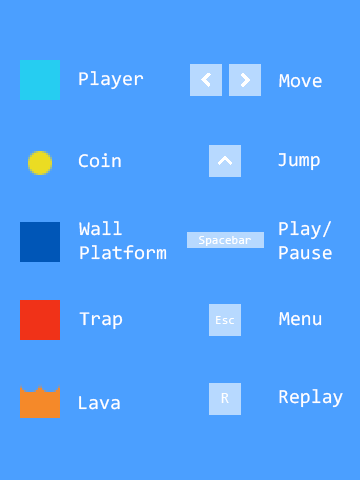 Player
Move
Coin
Jump
Wall
Platform
Spacebar
Play/
Pause
Trap
Esc
Menu
Lava
R
Replay